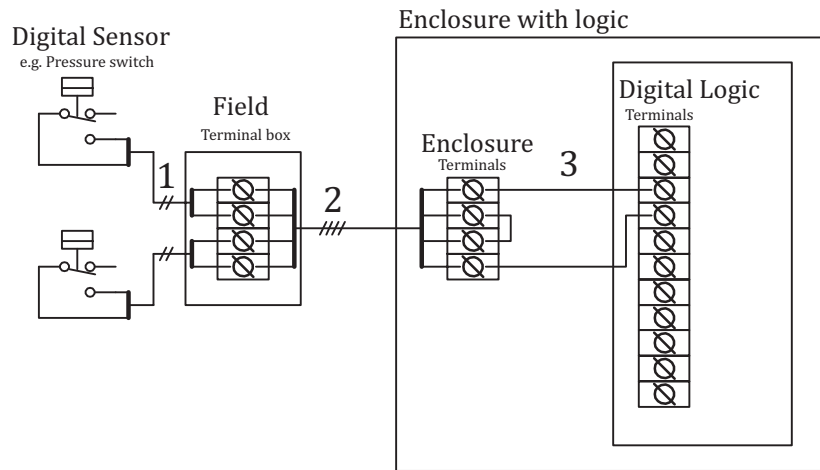 Enclosure with logic
Digital Sensor
e.g. Pressure switch
Field
Terminal box
Digital Logic
Terminals
Enclosure
Terminals
1
2
3